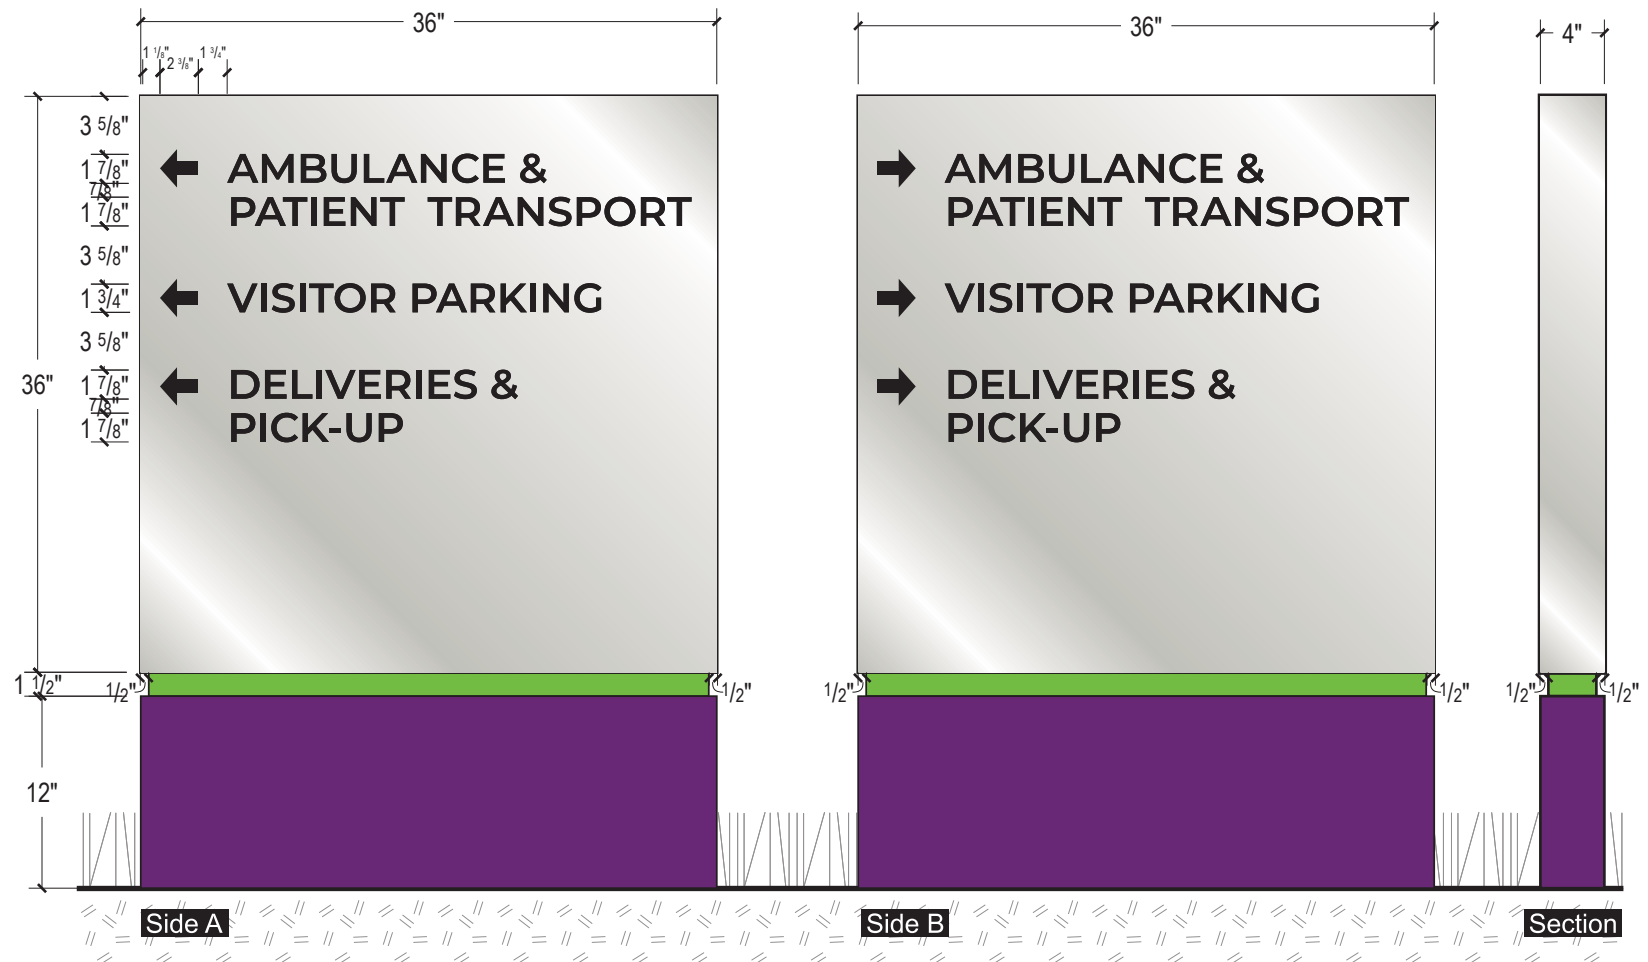 36"
36"
4"
1 1/8"
2 3/8"
1 3/4"
3 5/8"
1 7/8"
7/8"
1 7/8"
3 5/8"
1 3/4"
3 5/8"
1 7/8"
7/8"
1 7/8"
36"
AMBULANCE &
PATIENT TRANSPORT
VISITOR PARKING
DELIVERIES &
PICK-UP
AMBULANCE &
PATIENT TRANSPORT
VISITOR PARKING
DELIVERIES &
PICK-UP
1 1/2"
1/2"
1/2"
1/2"
1/2"
1/2"
1/2"
12"
Side A
Side B
Section